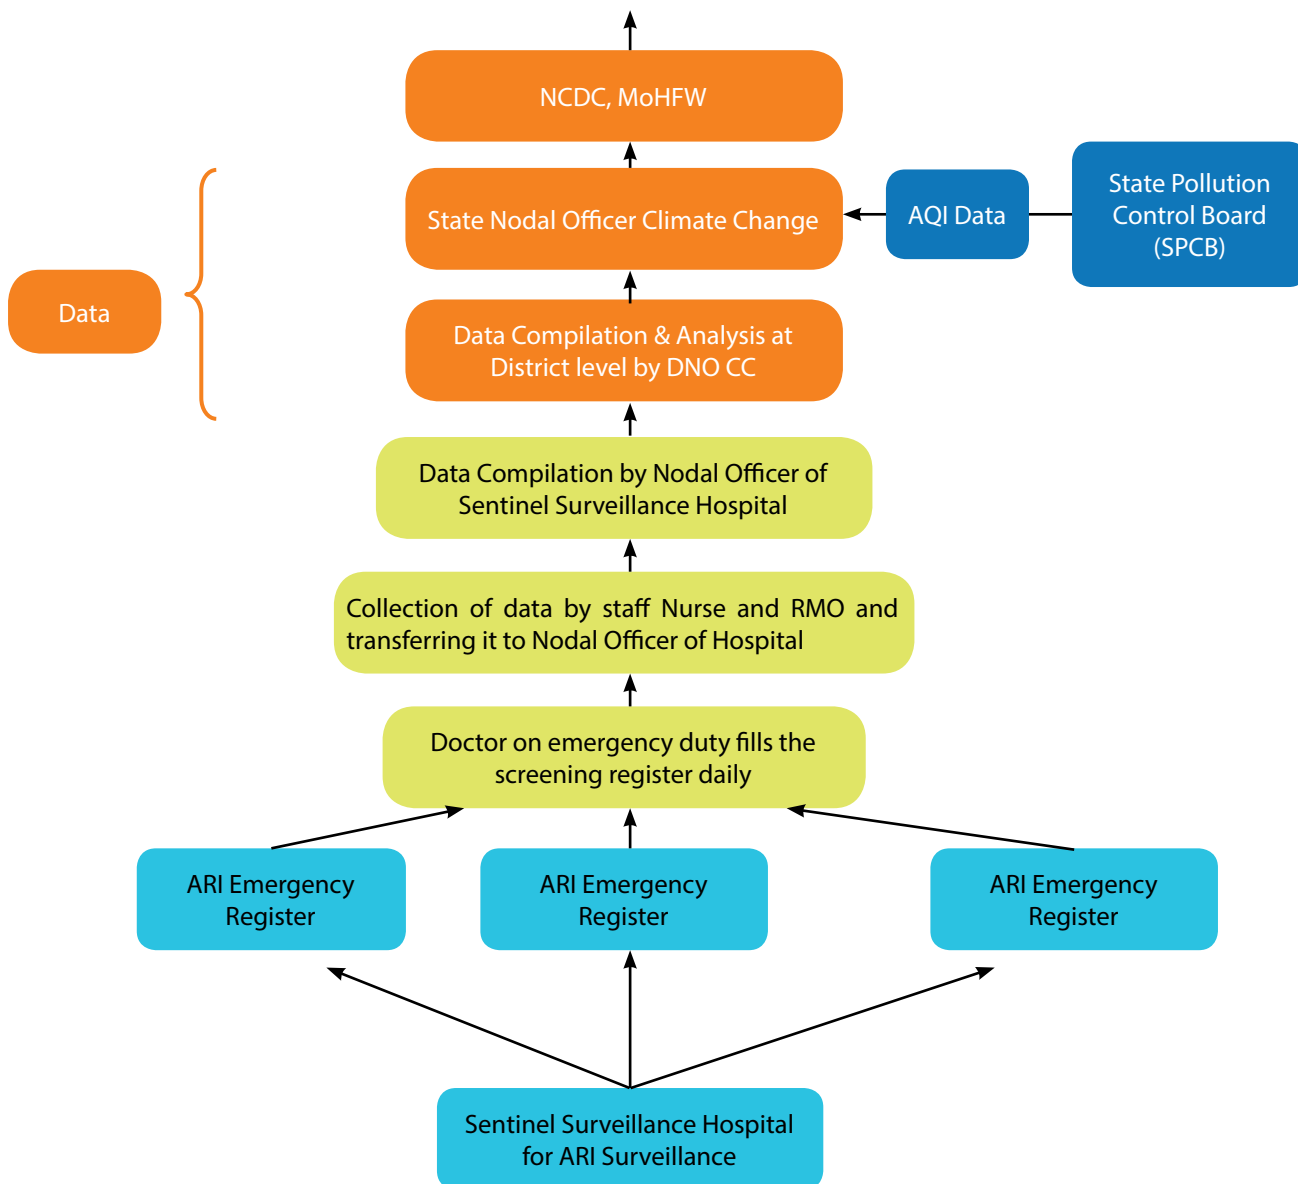 NCDC, MoHFW
State Nodal Officer Climate Change
AQI Data
State Pollution
Control Board
(SPCB)
Data
Data Compilation & Analysis at
District level by DNO CC
Data Compilation by Nodal Officer of
Sentinel Surveillance Hospital
Collection of data by staff Nurse and RMO and
transferring it to Nodal Officer of Hospital
Doctor on emergency duty fills the
screening register daily
ARI Emergency
Register
ARI Emergency
Register
ARI Emergency
Register
Sentinel Surveillance Hospital
for ARI Surveillance